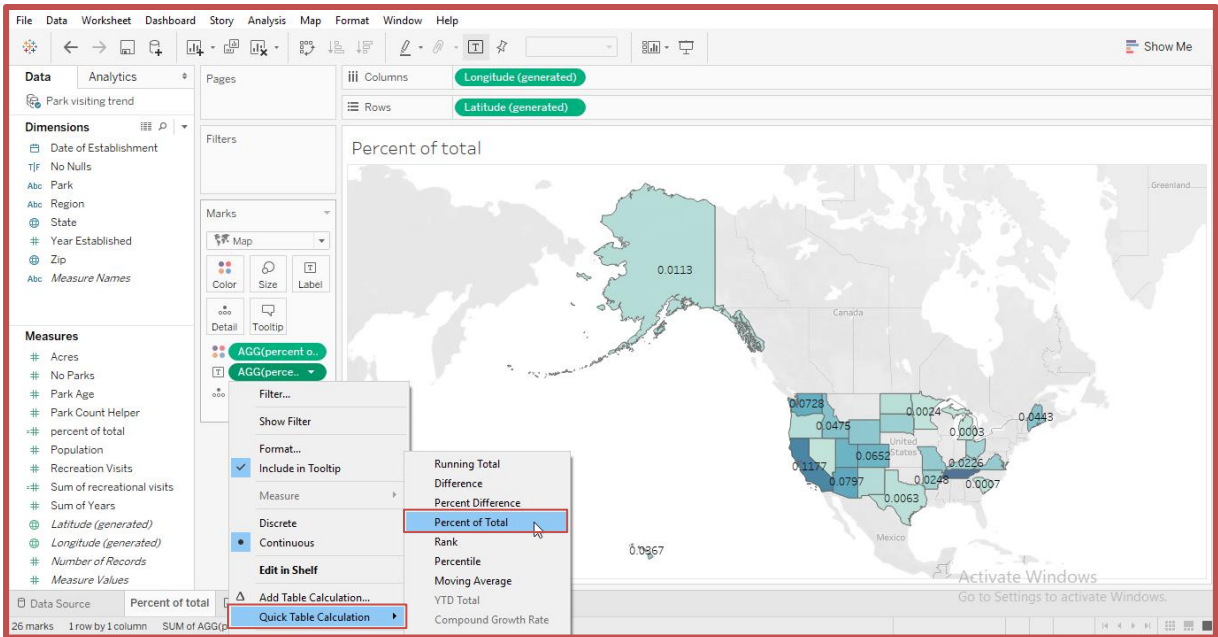 File Data Worksheet Dashboard Story Analysis Map Format Window Help
Show Me
Data Analytics
Park visiting trend
Dimensions
Date of Establishment
T|F No Nulls
Abc Park
Abc Region
State
# Year Established
Zip
Abc Measure Names
Measures
# Acres
# No Parks
# Park Age
# Park Count Helper
=# percent of total
# Population
# Recreation Visits
=# Sum of recreational visits
# Sum of Years
Latitude (generated)
Longitude (generated)
# Number of Records
# Measure Values
Pages
Filters
Marks
Map
Color Size Label
Detail Tooltip
AGG(percent o..
AGG(perce..
Columns Longitude (generated)
Rows Latitude (generated)
Percent of total
Greenland
0.0113
Canada
0.0728
0.0024
0.0443
0.0475
0.0003
United
States
0.0652
0.0226
0.1177
0.0797
0.0248
0.0007
0.0063
Mexico
0.0367
Filter...
Show Filter
Format...
Include in Tooltip
Measure
Discrete
Continuous
Edit in Shelf
Add Table Calculation...
Quick Table Calculation
Running Total
Difference
Percent Difference
Percent of Total
Rank
Percentile
Moving Average
YTD Total
Compound Growth Rate
Activate Windows
Go to Settings to activate Windows.
Data Source Percent of total
26 marks 1 row by 1 column SUM of AGG(p